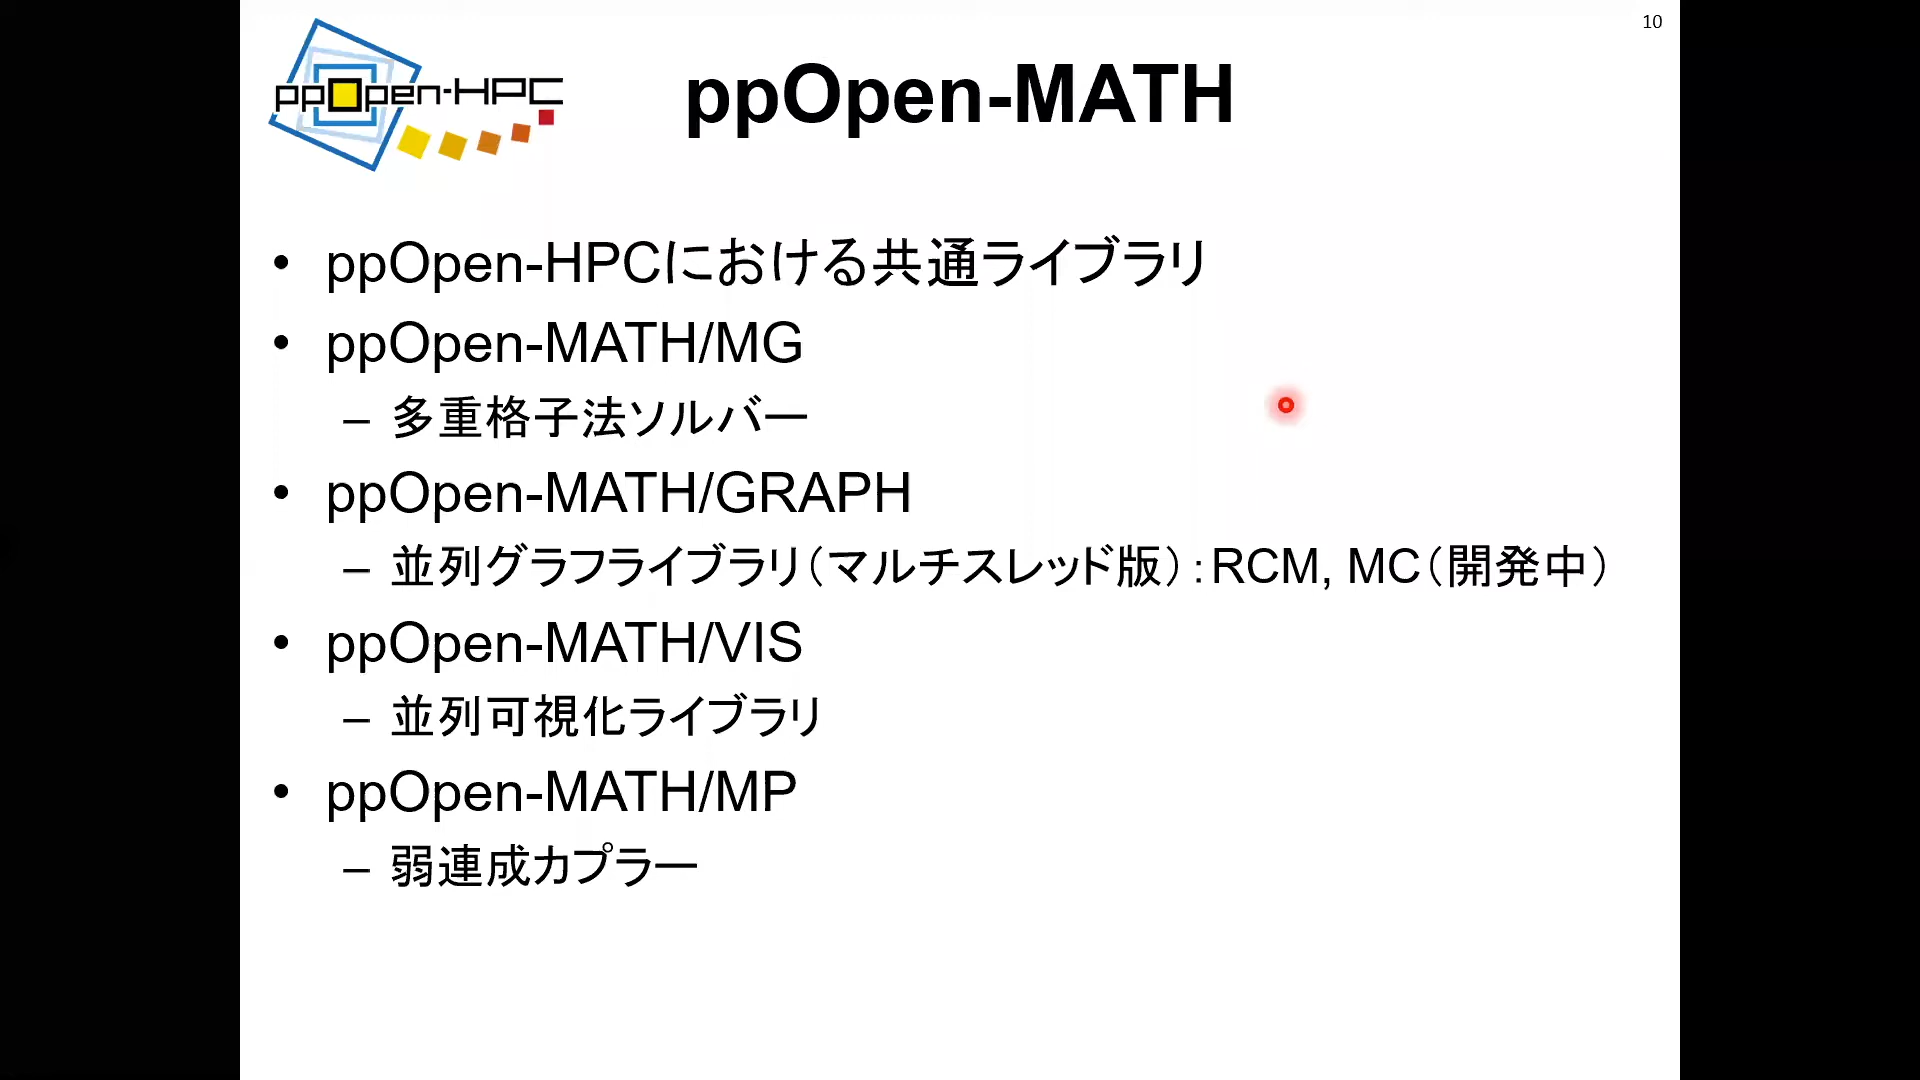 10
ppOpen-HPC
ppOpen-MATH
• ppOpen-HPCにおける共通ライブラリ
• ppOpen-MATH/MG
– 多重格子法ソルバー
• ppOpen-MATH/GRAPH
– 並列グラフライブラリ（マルチスレッド版）：RCM, MC（開発中）
• ppOpen-MATH/VIS
– 並列可視化ライブラリ
• ppOpen-MATH/MP
– 弱連成カプラー